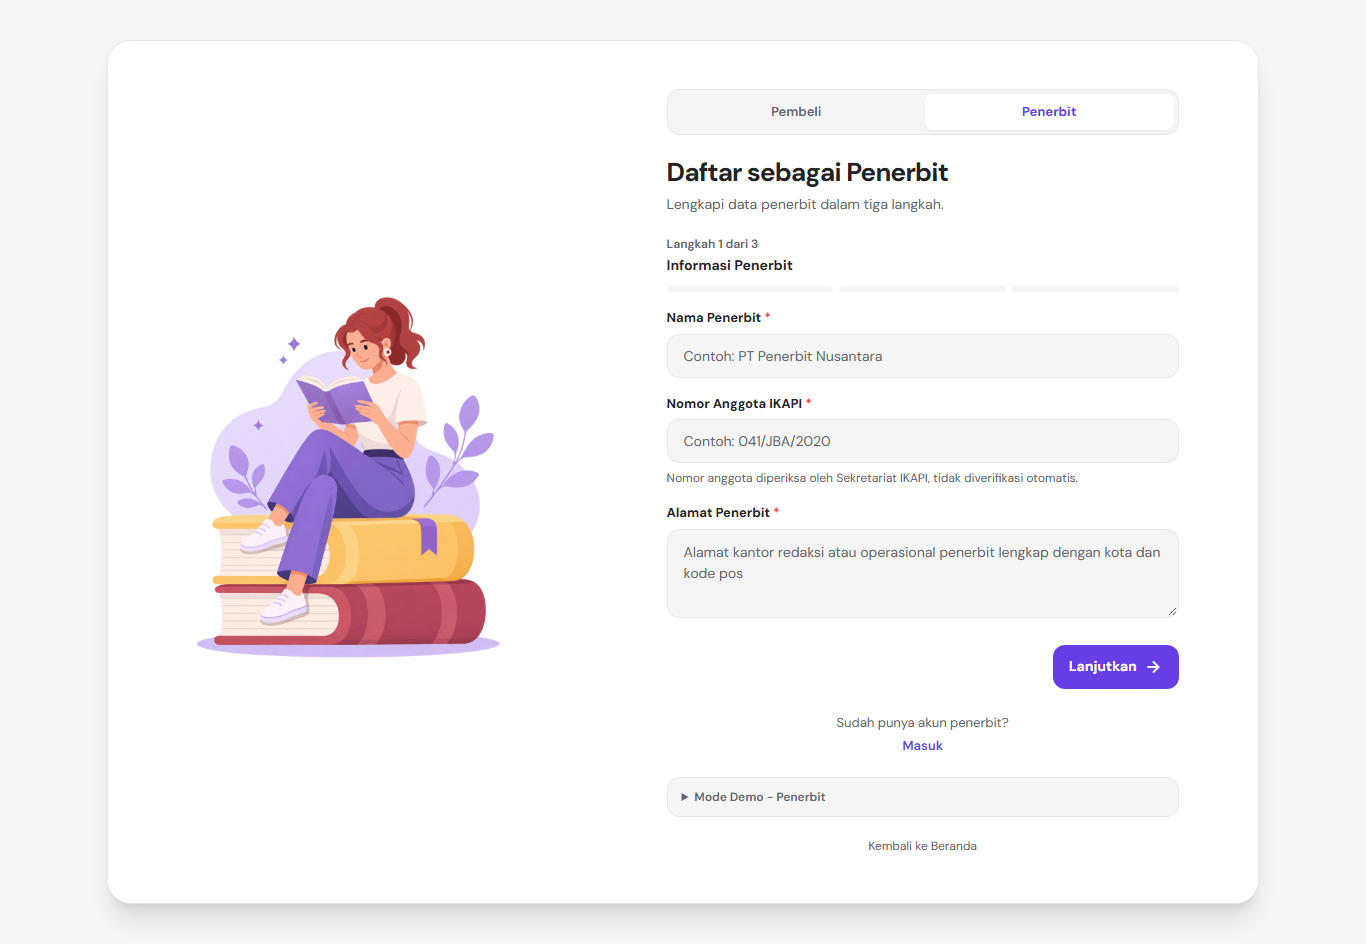 Pembeli
Penerbit
Daftar sebagai Penerbit
Lengkapi data penerbit dalam tiga langkah.
Langkah 1 dari 3
Informasi Penerbit
Nama Penerbit *
Contoh: PT Penerbit Nusantara
Nomor Anggota IKAPI *
Contoh: 041/JBA/2020
Nomor anggota diperiksa oleh Sekretariat IKAPI, tidak diverifikasi otomatis.
Alamat Penerbit *
Alamat kantor redaksi atau operasional penerbit lengkap dengan kota dan
kode pos
Lanjutkan →
Sudah punya akun penerbit?
Masuk
Mode Demo - Penerbit
Kembali ke Beranda